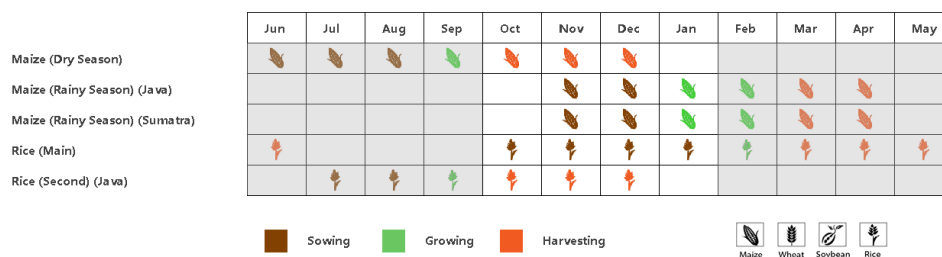 Jun Jul Aug Sep Oct Nov Dec Jan Feb Mar Apr May
Maize (Dry Season)
Maize (Rainy Season) (Java)
Maize (Rainy Season) (Sumatra)
Rice (Main)
Rice (Second) (Java)
Sowing Growing Harvesting
Maize Wheat Soybean Rice